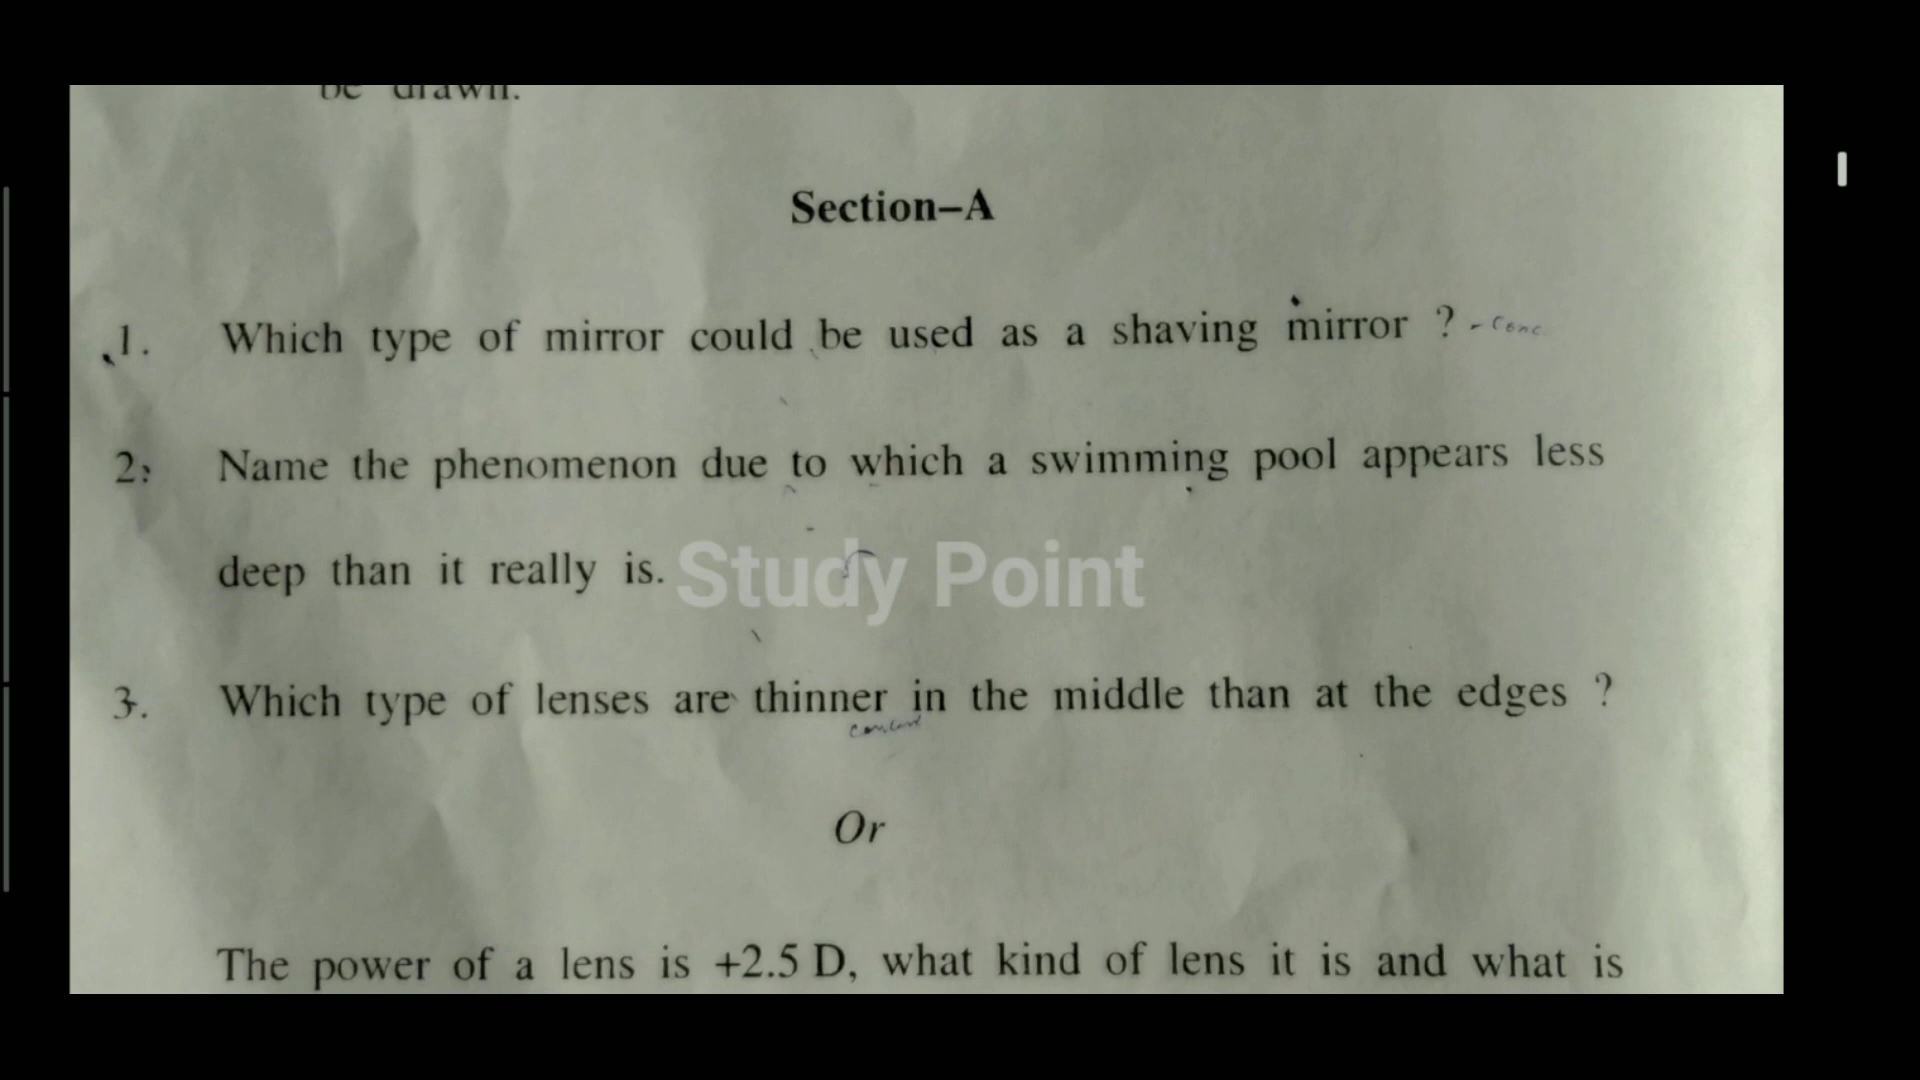 be drawn.
Section–A
1. Which type of mirror could be used as a shaving mirror ? - Conc
2. Name the phenomenon due to which a swimming pool appears less
deep than it really is.
Study Point
3. Which type of lenses are thinner in the middle than at the edges ?
Or
The power of a lens is +2.5 D, what kind of lens it is and what is